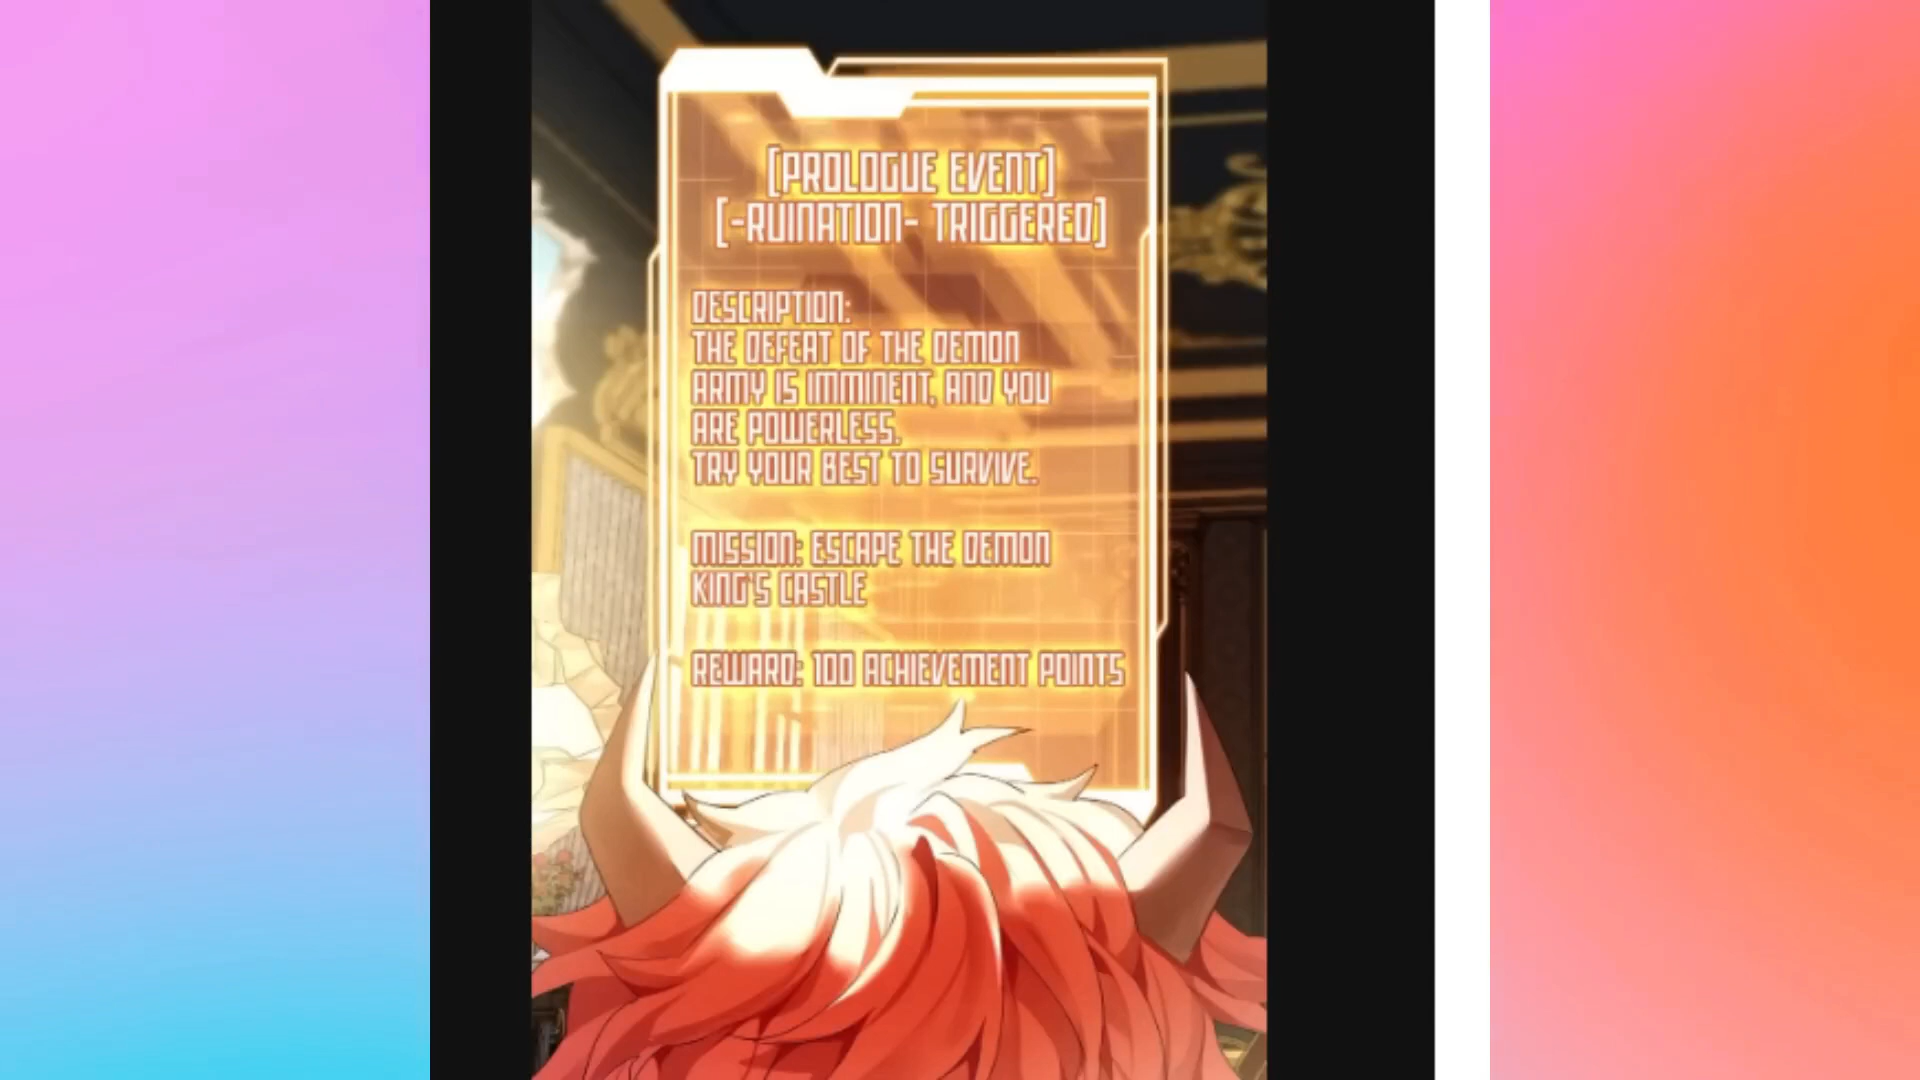 [PROLOGUE EVENT]
[-RUINATION- TRIGGERED]
DESCRIPTION:
THE DEFEAT OF THE DEMON
ARMY IS IMMINENT, AND YOU
ARE POWERLESS.
TRY YOUR BEST TO SURVIVE.
MISSION: ESCAPE THE DEMON
KING'S CASTLE
REWARD: 100 ACHIEVEMENT POINTS